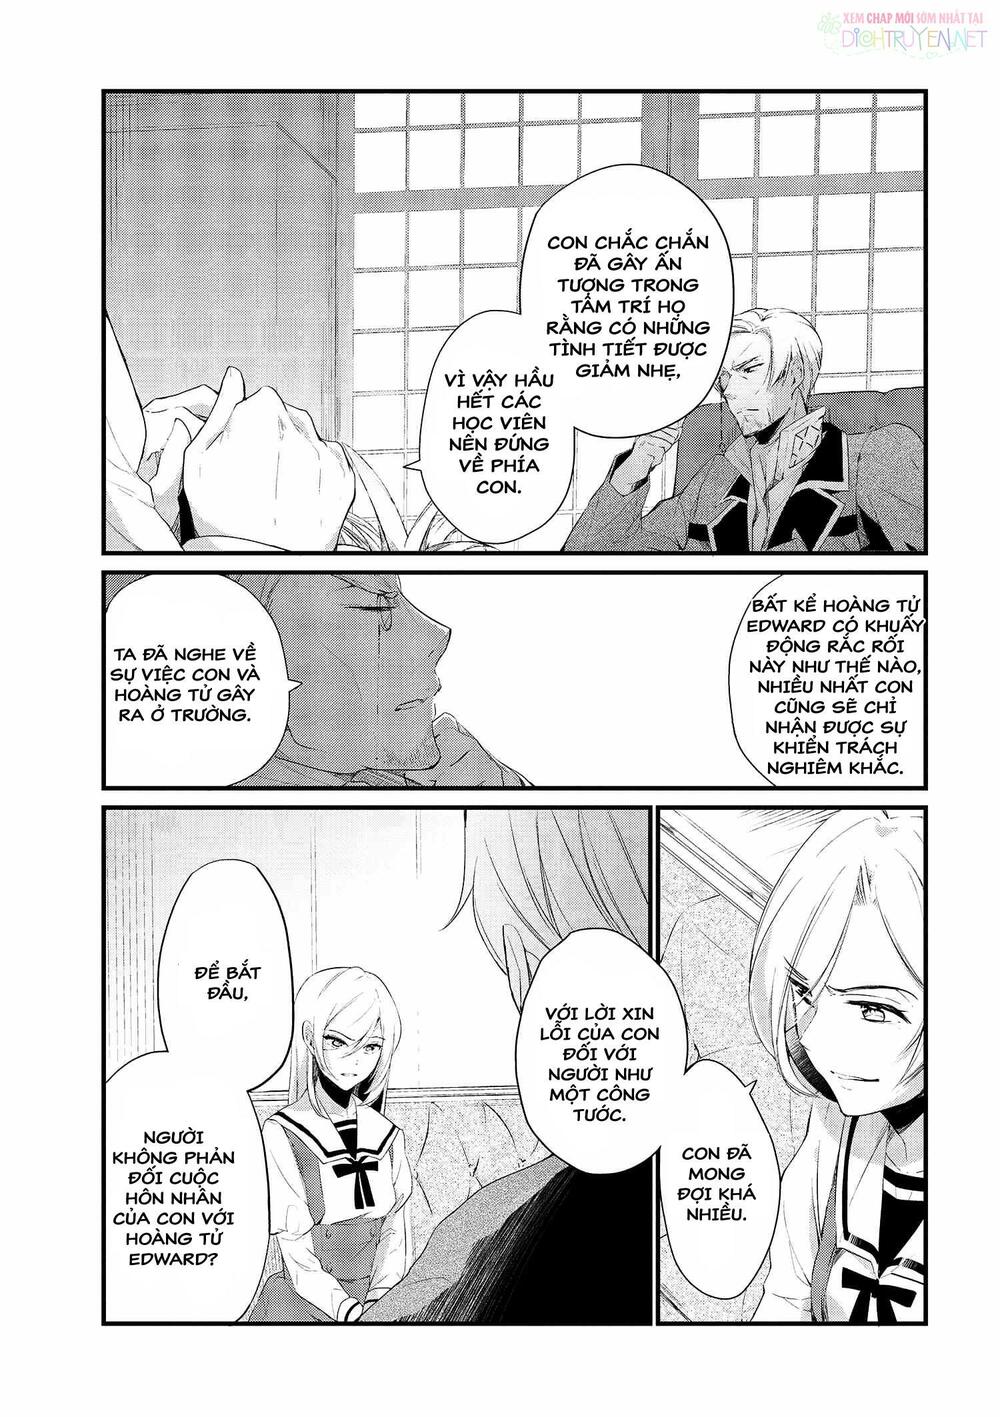 XEM CHAP MỚI SỚM NHẤT TẠI
DICHTRUYEN.NET
CON CHẮC CHẮN
ĐÃ GÂY ẤN
TƯỢNG TRONG
TÂM TRÍ HỌ
RẰNG CÓ NHỮNG
TÌNH TIẾT ĐƯỢC
GIẢM NHẸ,
VÌ VẬY HẦU
HẾT CÁC
HỌC VIÊN
NÊN ĐỨNG
VỀ PHÍA
CON.
BẤT KỂ HOÀNG TỬ
EDWARD CÓ KHUẤY
ĐỘNG RẮC RỐI
NÀY NHƯ THẾ NÀO,
NHIỀU NHẤT CON
CŨNG SẼ CHỈ
NHẬN ĐƯỢC SỰ
KHIỂN TRÁCH
NGHIÊM KHẮC.
TA ĐÃ NGHE VỀ
SỰ VIỆC CON VÀ
HOÀNG TỬ GÂY
RA Ở TRƯỜNG.
CON ĐÃ
MONG
ĐỢI KHÁ
NHIỀU.
VỚI LỜI XIN
LỖI CỦA CON
ĐỐI VỚI
NGƯỜI NHƯ
MỘT CÔNG
TƯỚC.
ĐỂ BẮT
ĐẦU,
NGƯỜI
KHÔNG PHẢN
ĐỐI CUỘC
HÔN NHÂN
CỦA CON VỚI
HOÀNG TỬ
EDWARD?